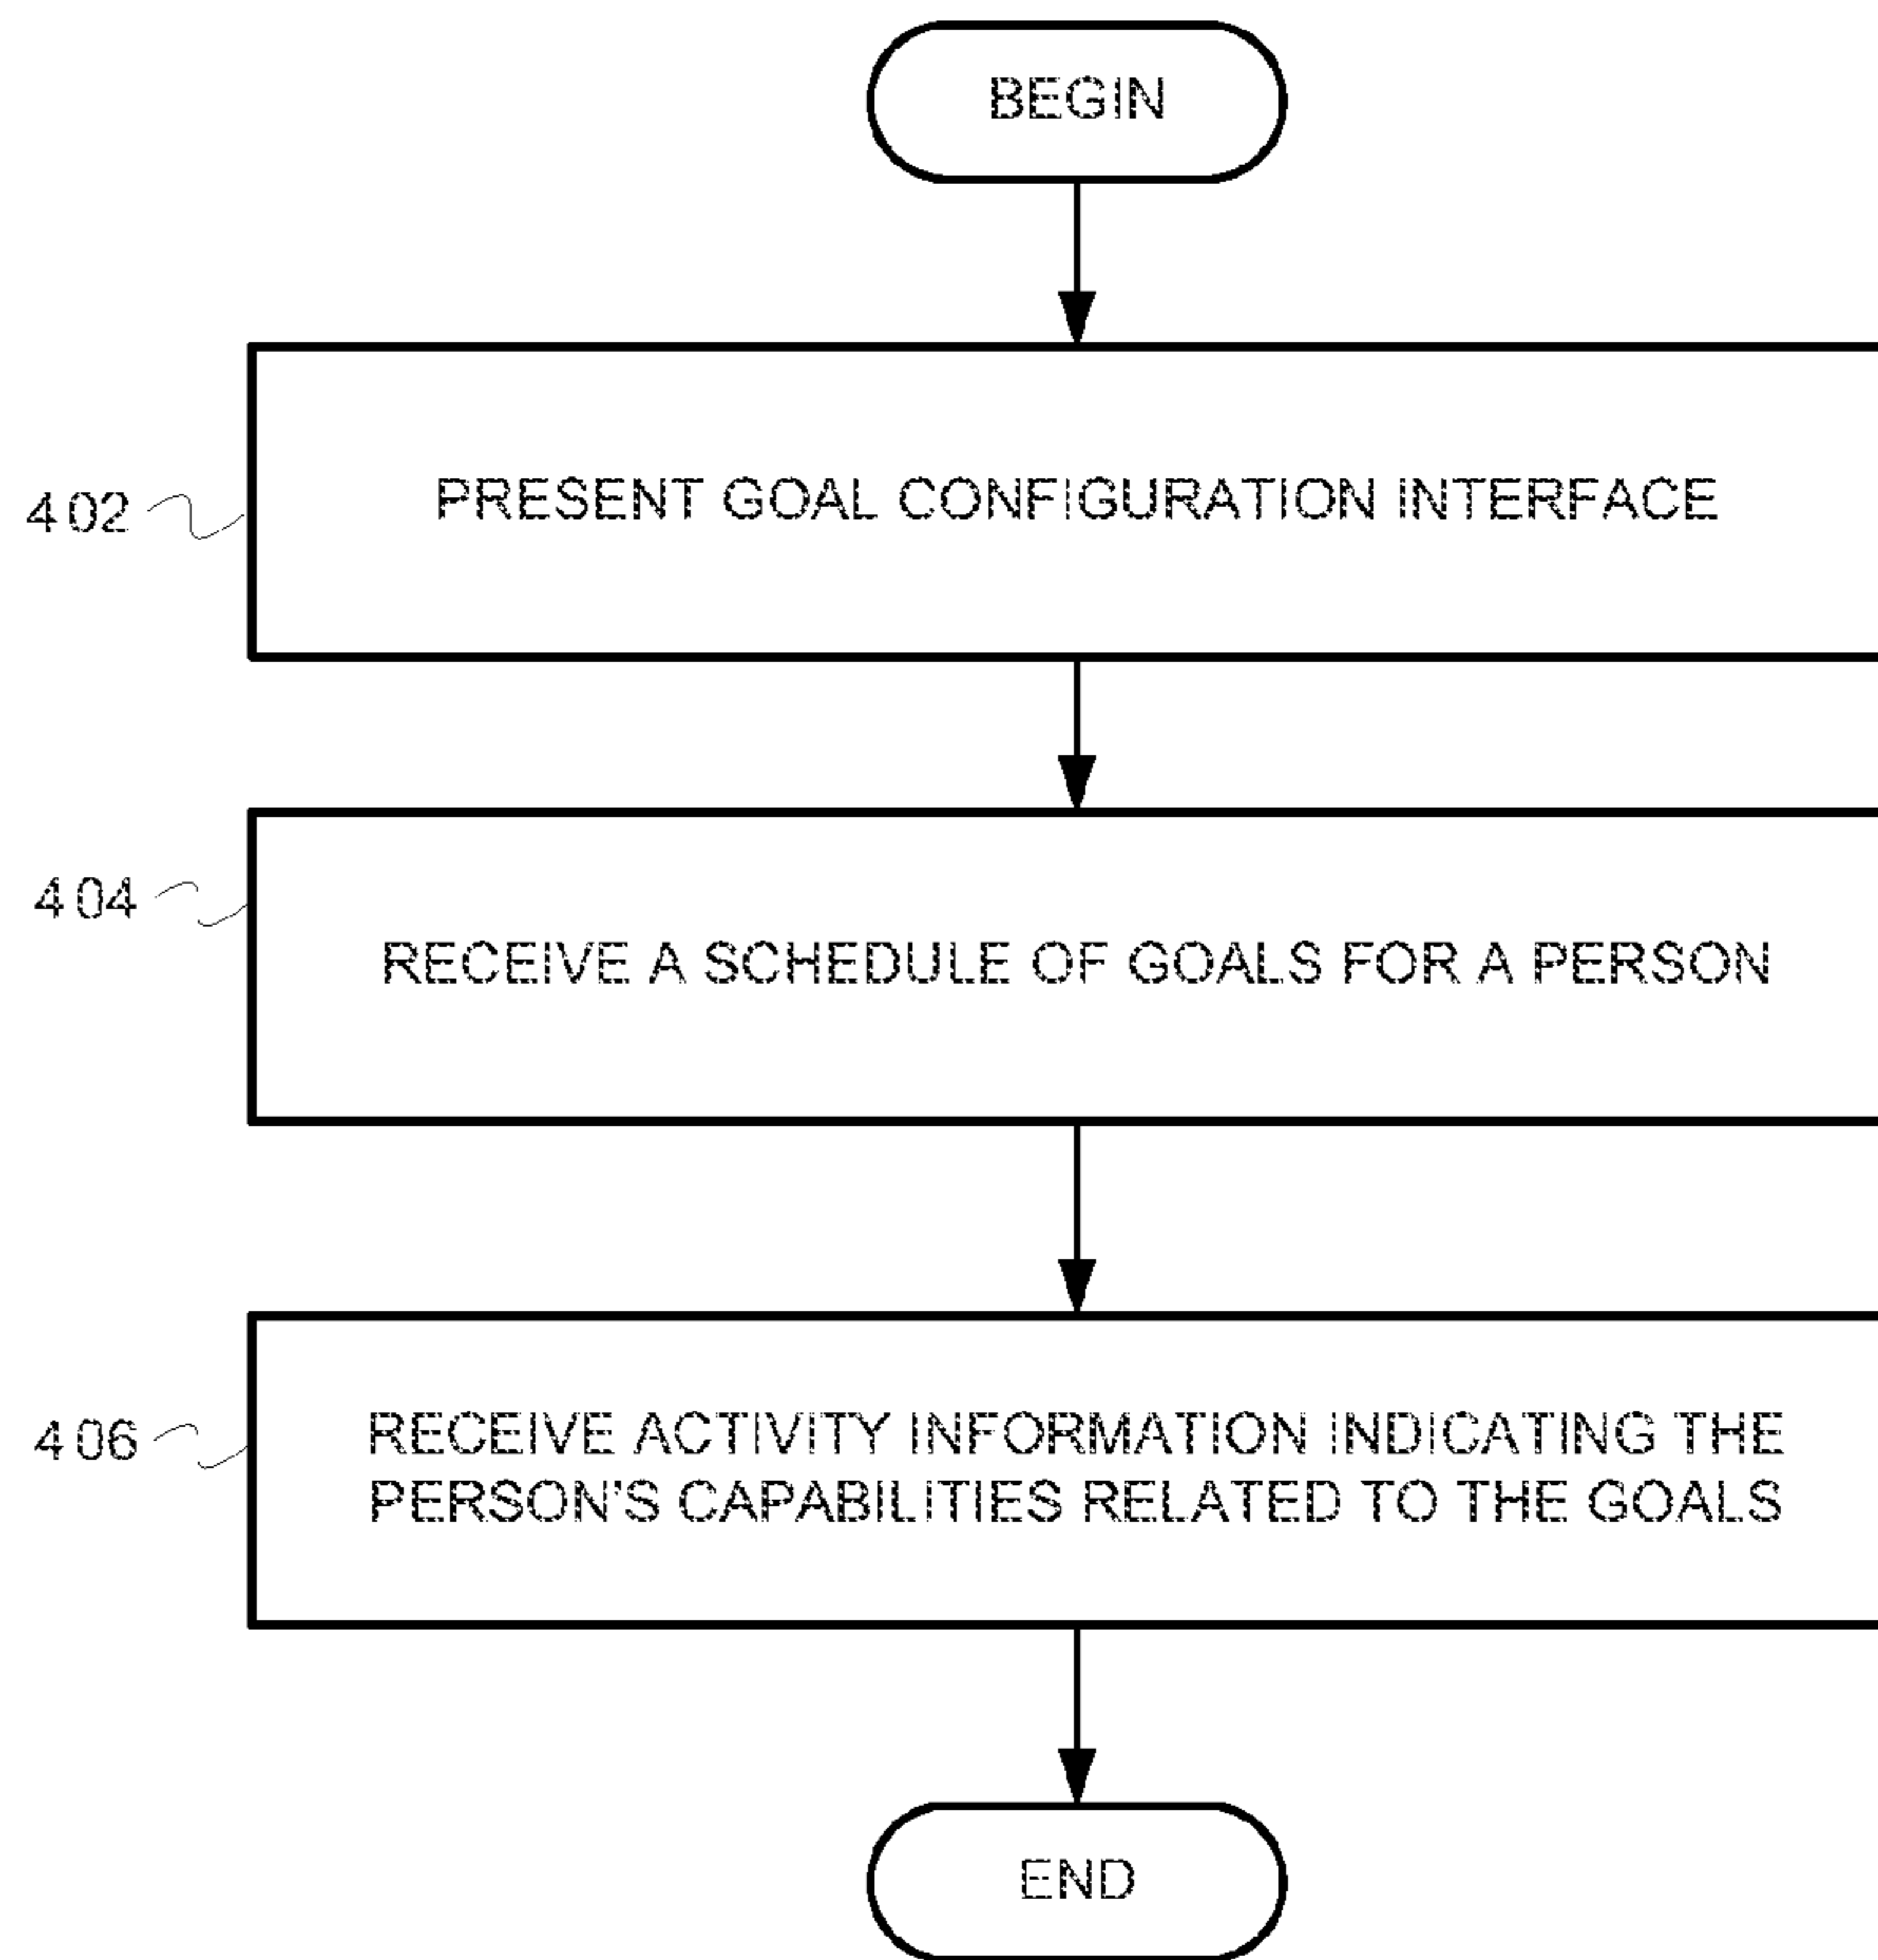 BEGIN
402
PRESENT GOAL CONFIGURATION INTERFACE
404
RECEIVE A SCHEDULE OF GOALS FOR A PERSON
406
RECEIVE ACTIVITY INFORMATION INDICATING THE
PERSON'S CAPABILITIES RELATED TO THE GOALS
END